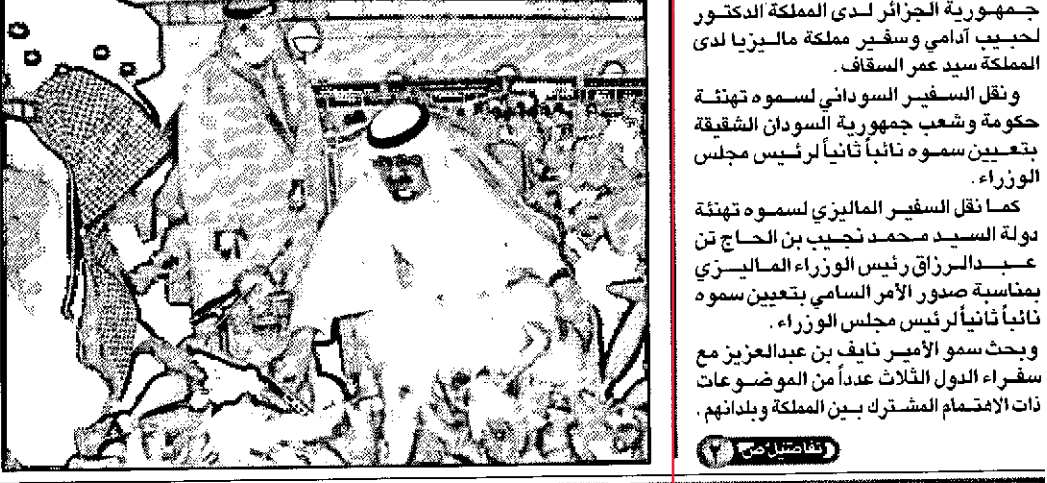 جمهورية الجزائر لدى المملكة الدكتور
لحبيب آدامي وسفير مملكة ماليزيا لدى
المملكة سيد عمر السقاف.
ونقل السفير السوداني لسموه تهنئة
حكومة وشعب جمهورية السودان الشقيقة
بتعيين سموه نائباً ثانياً لرئيس مجلس
الوزراء.
كما نقل السفير الماليزي لسموه تهنئة
دولة السيد محمد نجيب بن الحاج تن
عبدالرزاق رئيس الوزراء الماليزي
بمناسبة صدور الأمر السامي بتعيين سموه
نائباً ثانياً لرئيس مجلس الوزراء.
وبحث سمو الأمير نايف بن عبدالعزيز مع
سفراء الدول الثلاث عدداً من الموضوعات
ذات الاهتمام المشترك بين المملكة وبلدانهم.
تفاصيل ص ٢